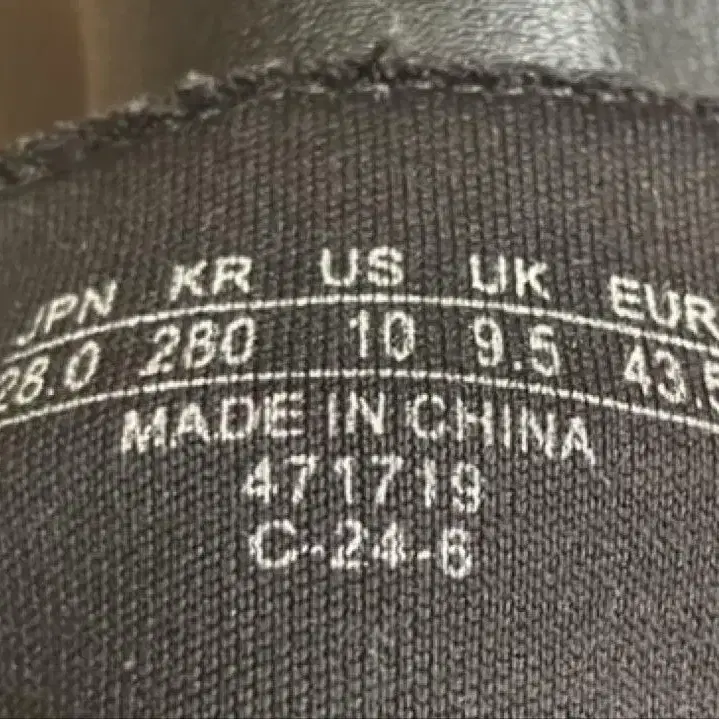 JPN KR US UK EUR
28.0 280 10 9.5 43.5
MADE IN CHINA
471719
C-24-6